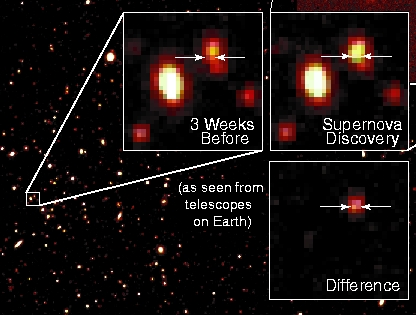 3 Weeks
Before
Supernova
Discovery
(as seen from
telescopes
on Earth)
Difference